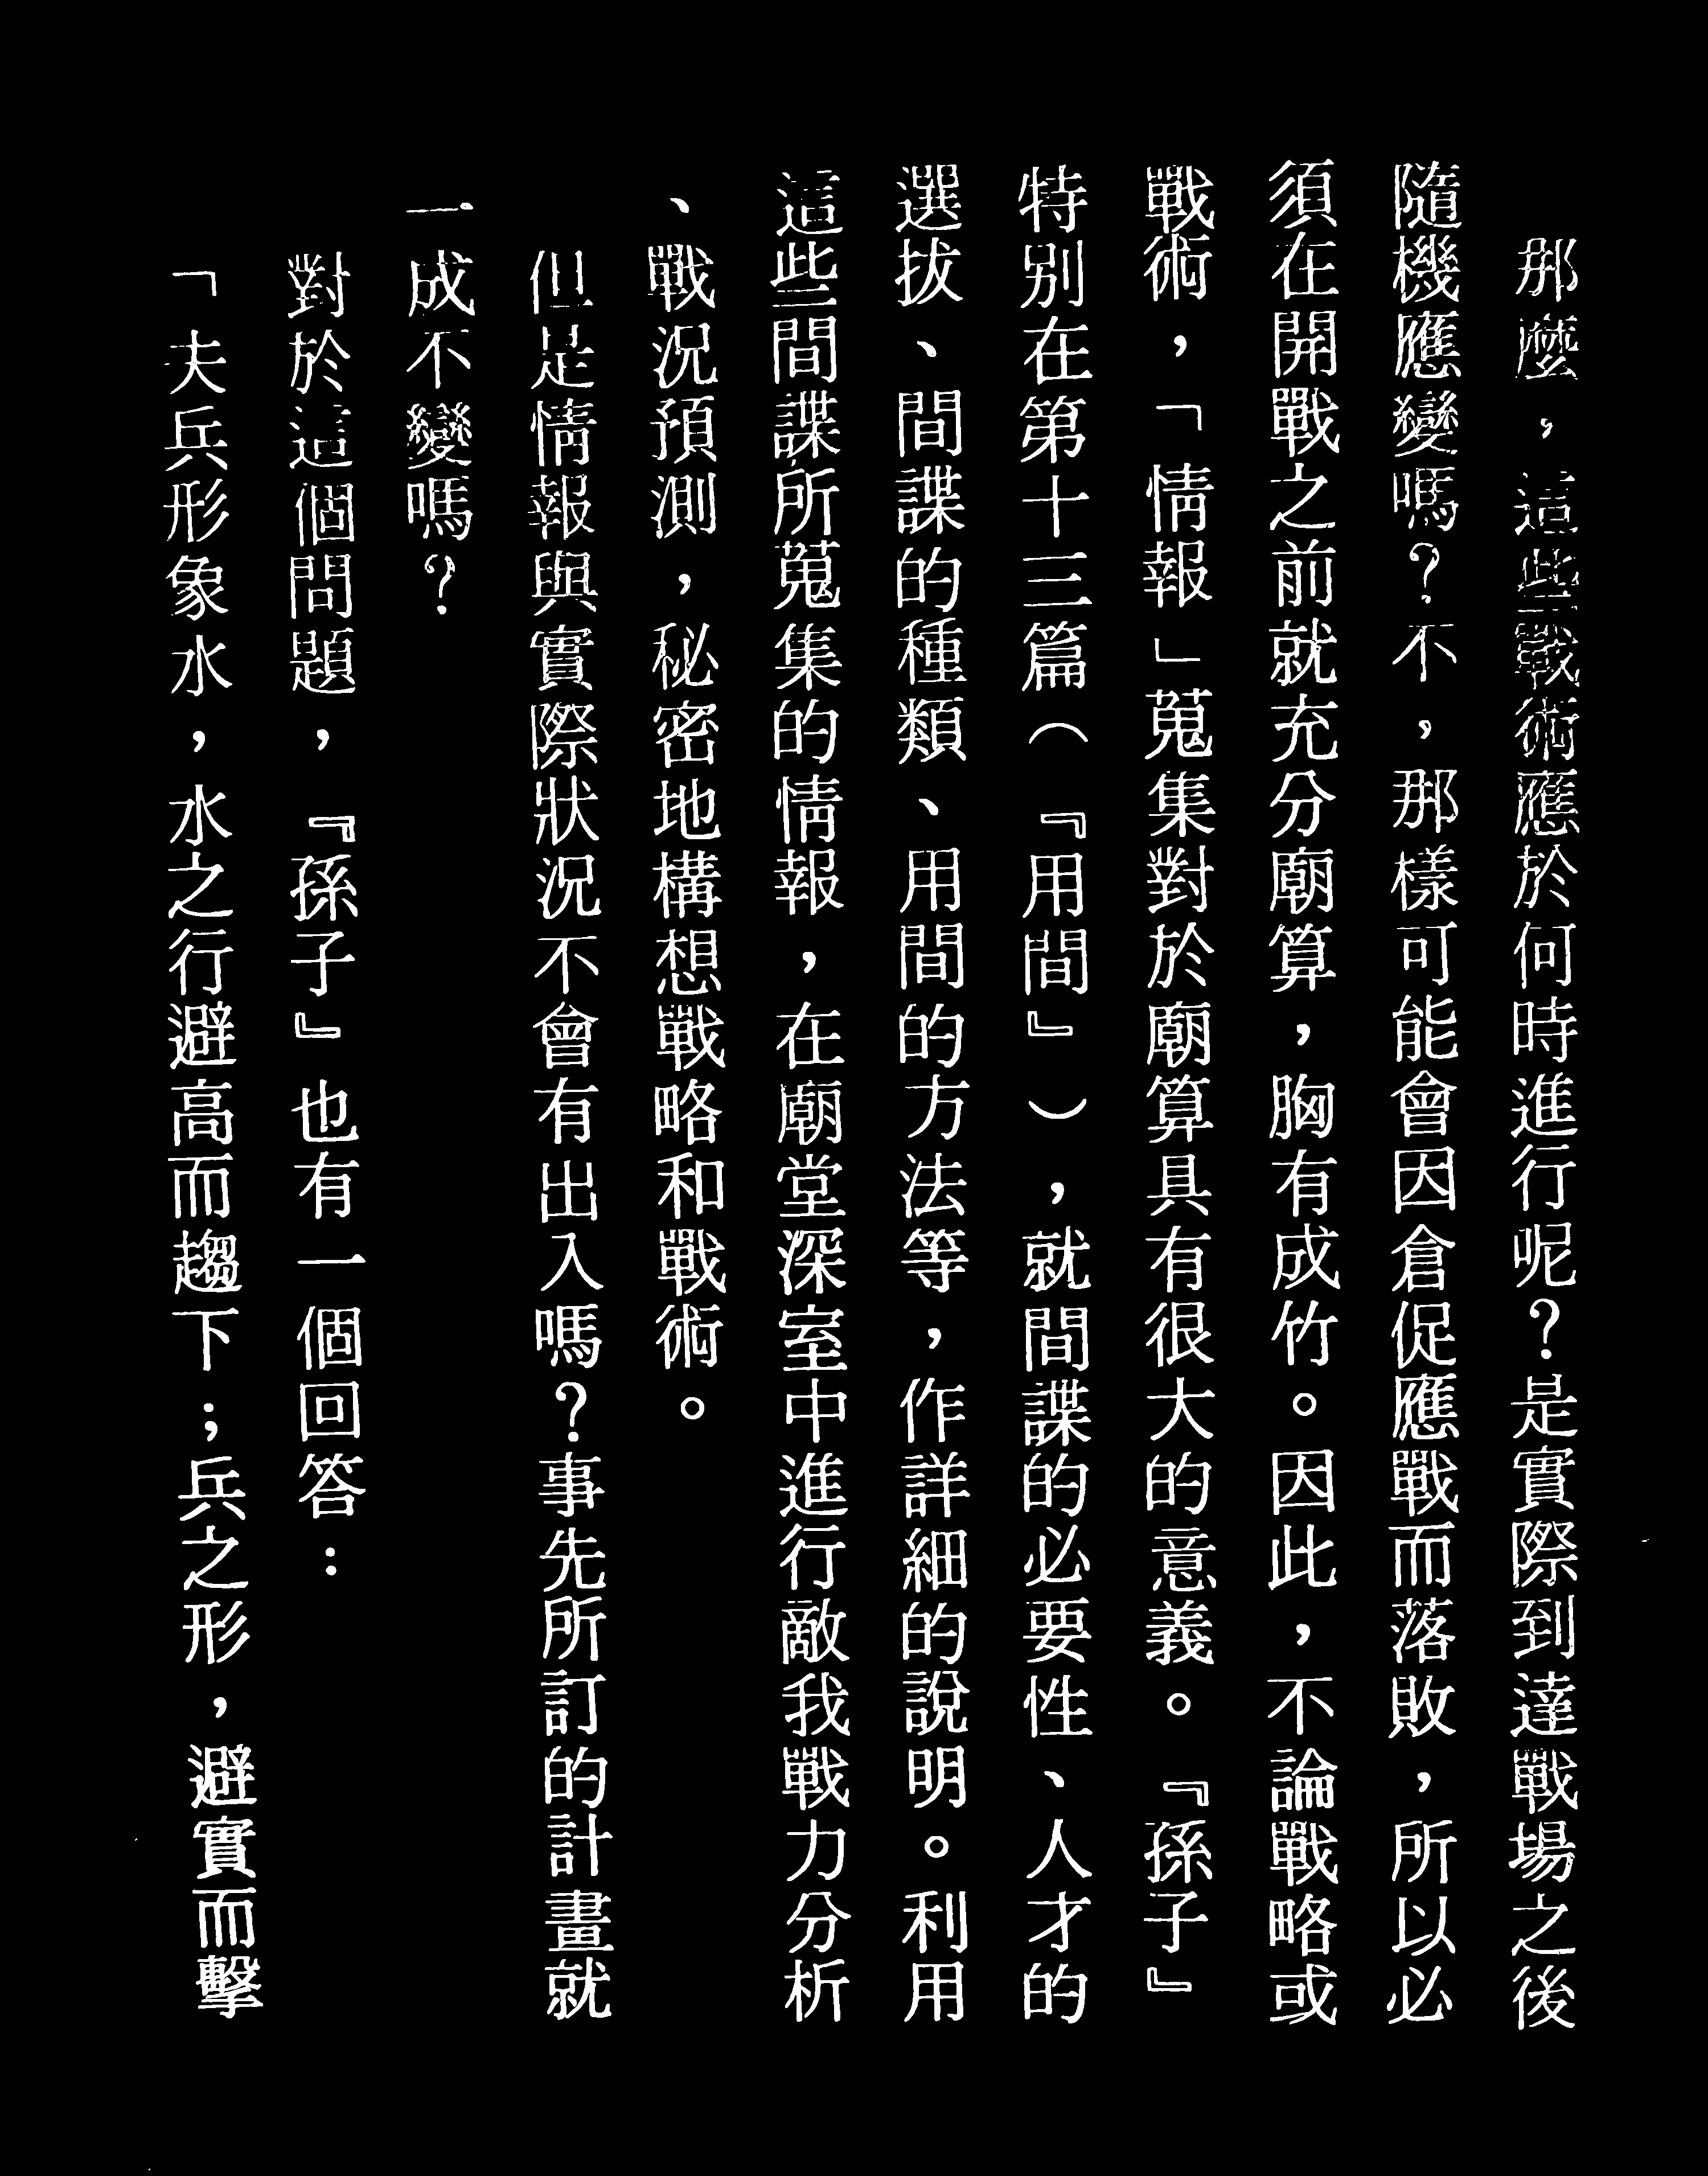 那麼，這些戰術應於何時進行呢？是實際到達戰場之後
隨機應變嗎？不，那樣可能會因倉促應戰而落敗，所以必
須在開戰之前就充分廟算，胸有成竹。因此，不論戰略或
戰術，「情報」蒐集對於廟算具有很大的意義。『孫子』
特別在第十三篇（『用間』），就間諜的必要性、人才的
選拔、間諜的種類、用間的方法等，作詳細的說明。利用
這些間諜所蒐集的情報，在廟堂深室中進行敵我戰力分析
、戰況預測，秘密地構想戰略和戰術。
但是情報與實際狀況不會有出入嗎？事先所訂的計畫就
一成不變嗎？
對於這個問題，『孫子』也有一個回答：
「夫兵形象水，水之行避高而趨下；兵之形，避實而擊